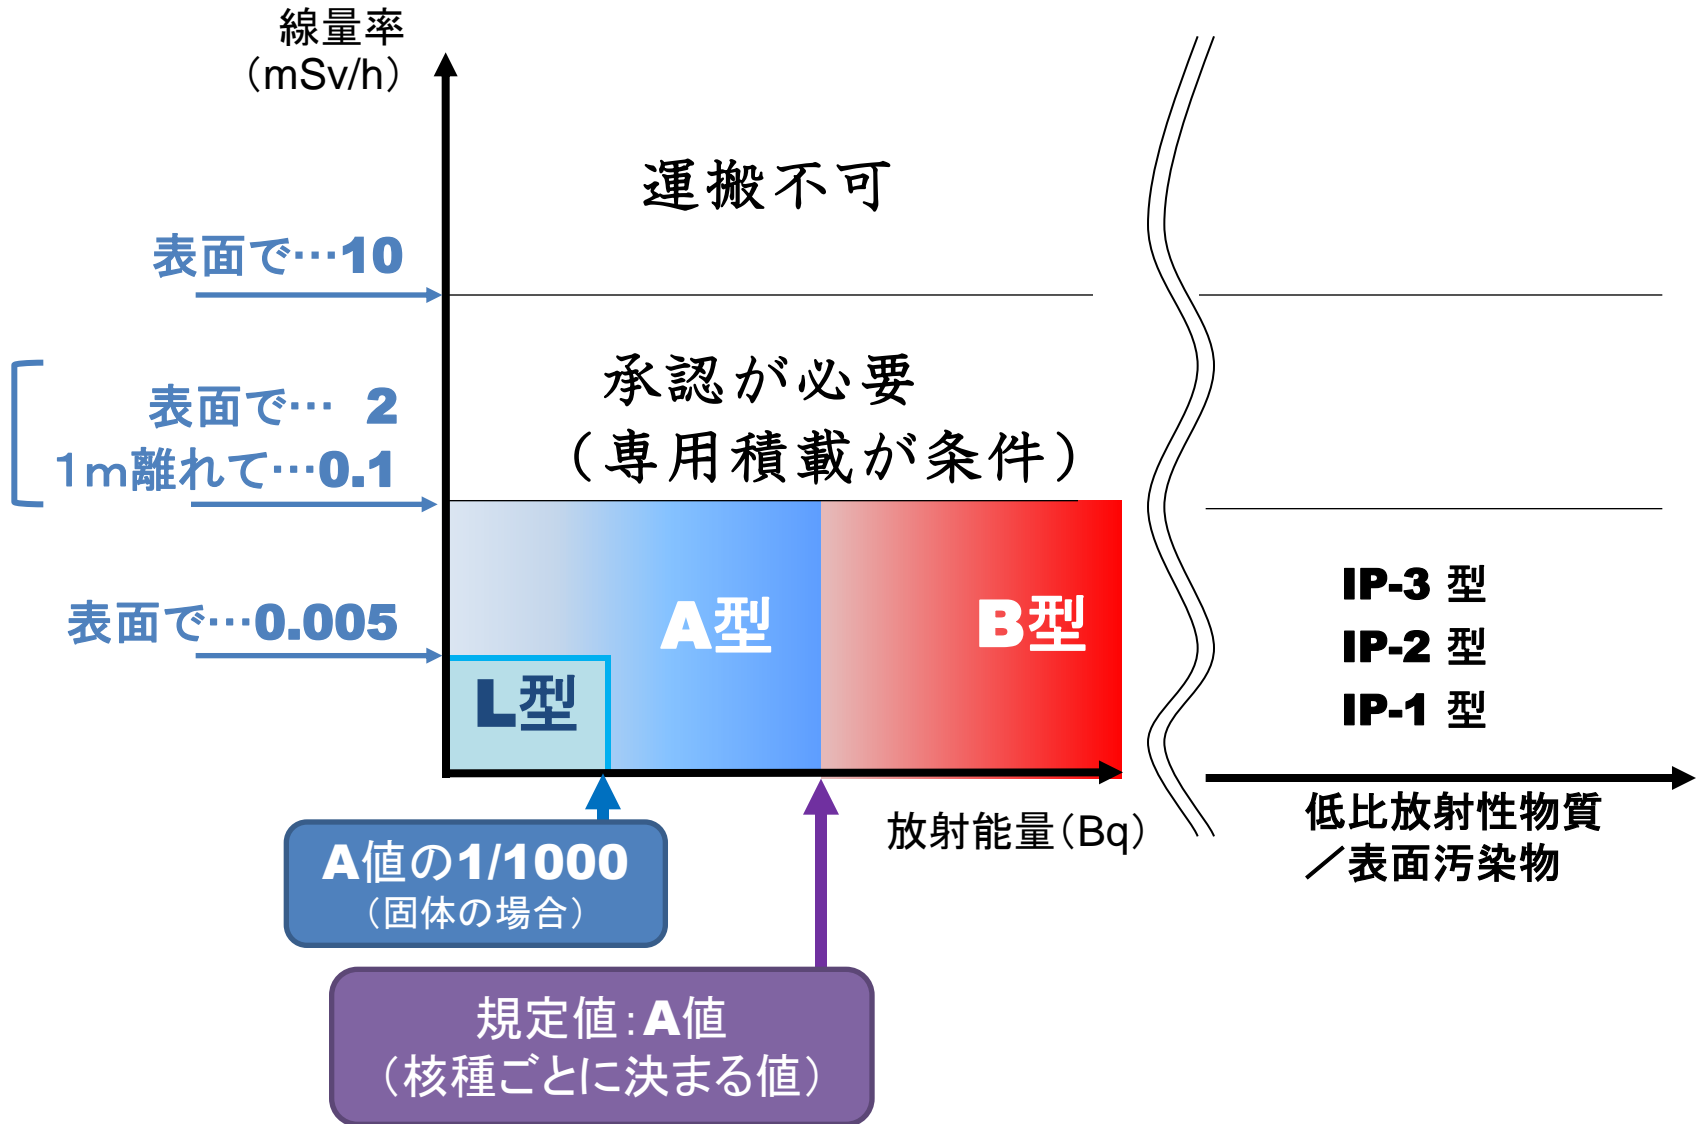 線量率
（mSv/h）
運搬不可
表面で…10
承認が必要
（専用積載が条件）
表面で… 2
1m離れて…0.1
表面で…0.005
A型
B型
L型
IP-3 型
IP-2 型
IP-1 型
放射能量（Bq）
低比放射性物質
／表面汚染物
A値の1/1000
（固体の場合）
規定値：A値
（核種ごとに決まる値）